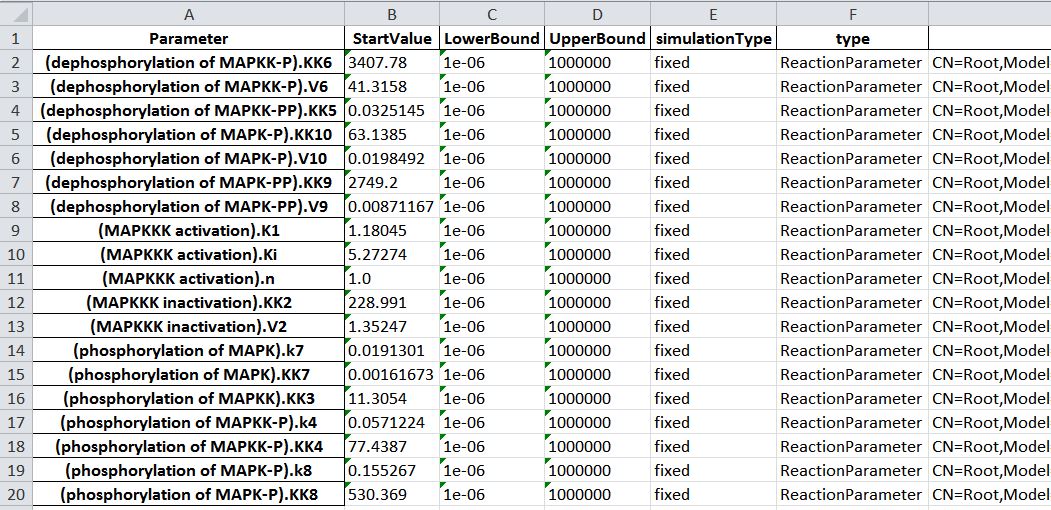 A B C D E F
1 Parameter StartValue LowerBound UpperBound simulationType type
2 (dephosphorylation of MAPKK-P).KK6 3407.78 1e-06 1000000 fixed ReactionParameter CN=Root,Model
3 (dephosphorylation of MAPKK-P).V6 41.3158 1e-06 1000000 fixed ReactionParameter CN=Root,Model
4 (dephosphorylation of MAPKK-PP).KK5 0.0325145 1e-06 1000000 fixed ReactionParameter CN=Root,Model
5 (dephosphorylation of MAPK-P).KK10 63.1385 1e-06 1000000 fixed ReactionParameter CN=Root,Model
6 (dephosphorylation of MAPK-P).V10 0.0198492 1e-06 1000000 fixed ReactionParameter CN=Root,Model
7 (dephosphorylation of MAPK-PP).KK9 2749.2 1e-06 1000000 fixed ReactionParameter CN=Root,Model
8 (dephosphorylation of MAPK-PP).V9 0.00871167 1e-06 1000000 fixed ReactionParameter CN=Root,Model
9 (MAPKKK activation).K1 1.18045 1e-06 1000000 fixed ReactionParameter CN=Root,Model
10 (MAPKKK activation).Ki 5.27274 1e-06 1000000 fixed ReactionParameter CN=Root,Model
11 (MAPKKK activation).n 1.0 1e-06 1000000 fixed ReactionParameter CN=Root,Model
12 (MAPKKK inactivation).KK2 228.991 1e-06 1000000 fixed ReactionParameter CN=Root,Model
13 (MAPKKK inactivation).V2 1.35247 1e-06 1000000 fixed ReactionParameter CN=Root,Model
14 (phosphorylation of MAPK).k7 0.0191301 1e-06 1000000 fixed ReactionParameter CN=Root,Model
15 (phosphorylation of MAPK).KK7 0.00161673 1e-06 1000000 fixed ReactionParameter CN=Root,Model
16 (phosphorylation of MAPKK).KK3 11.3054 1e-06 1000000 fixed ReactionParameter CN=Root,Model
17 (phosphorylation of MAPKK-P).k4 0.0571224 1e-06 1000000 fixed ReactionParameter CN=Root,Model
18 (phosphorylation of MAPKK-P).KK4 77.4387 1e-06 1000000 fixed ReactionParameter CN=Root,Model
19 (phosphorylation of MAPK-P).k8 0.155267 1e-06 1000000 fixed ReactionParameter CN=Root,Model
20 (phosphorylation of MAPK-P).KK8 530.369 1e-06 1000000 fixed ReactionParameter CN=Root,Model